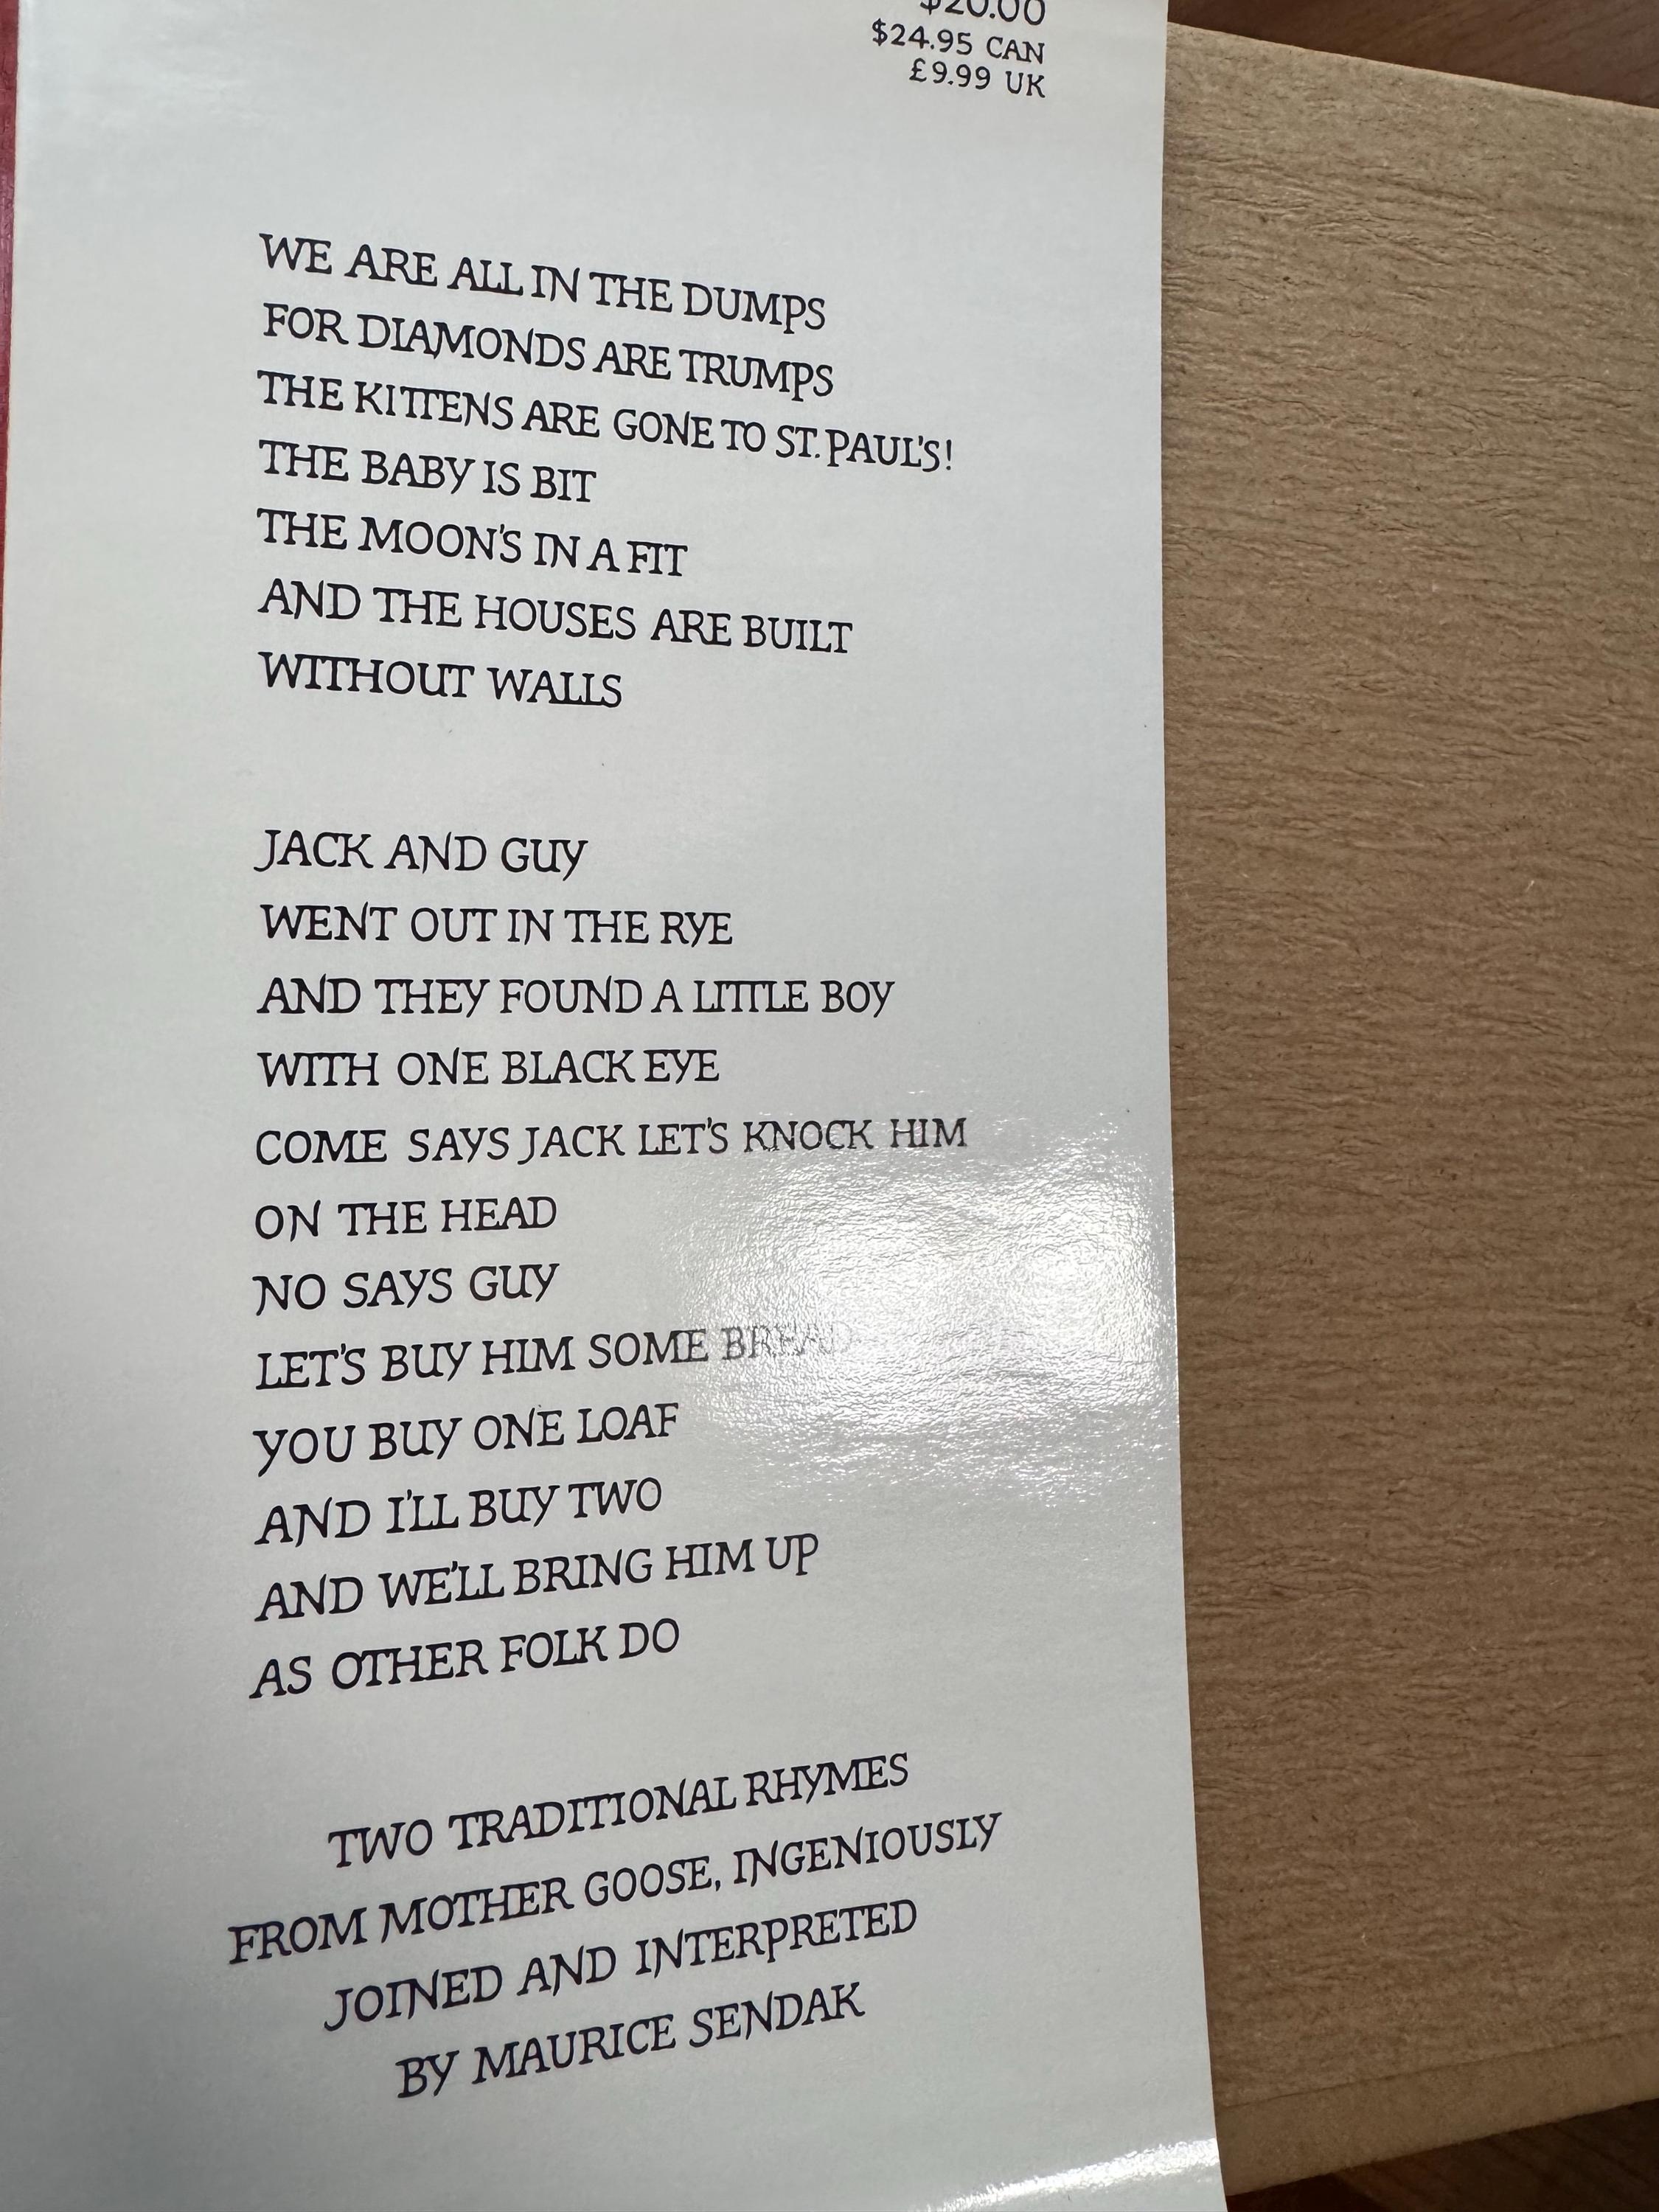 $20.00
$24.95 CAN
£9.99 UK
WE ARE ALL IN THE DUMPS
FOR DIAMONDS ARE TRUMPS
THE KITTENS ARE GONE TO ST. PAUL'S!
THE BABY IS BIT
THE MOON'S IN A FIT
AND THE HOUSES ARE BUILT
WITHOUT WALLS
JACK AND GUY
WENT OUT IN THE RYE
AND THEY FOUND A LITTLE BOY
WITH ONE BLACK EYE
COME SAYS JACK LET'S KNOCK HIM
ON THE HEAD
NO SAYS GUY
LET'S BUY HIM SOME BREAD
YOU BUY ONE LOAF
AND I'LL BUY TWO
AND WE'LL BRING HIM UP
AS OTHER FOLK DO
TWO TRADITIONAL RHYMES
FROM MOTHER GOOSE, INGENIOUSLY
JOINED AND INTERPRETED
BY MAURICE SENDAK